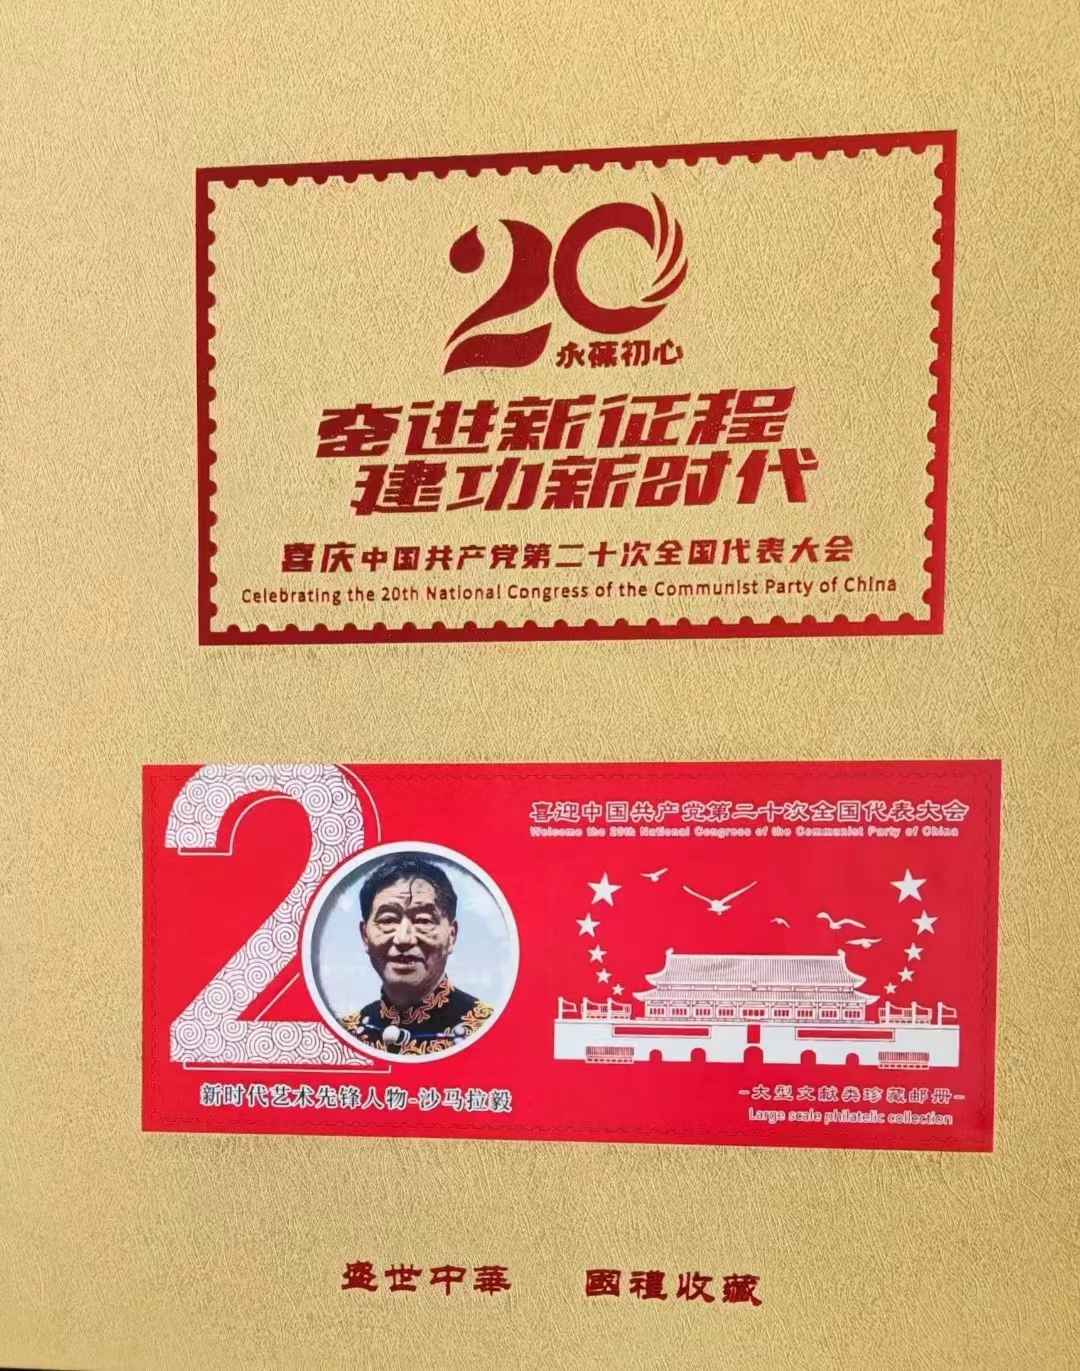 20
永葆初心
奋进新征程
建功新时代
喜庆中国共产党第二十次全国代表大会
Celebrating the 20th National Congress of the Communist Party of China
20
喜迎中国共产党第二十次全国代表大会
Welcome the 20th National Congress of the Communist Party of China
新时代艺术先锋人物-沙马拉毅
-大型文献类珍藏邮册-
Large scale philatelic collection
盛世中華 國禮收藏